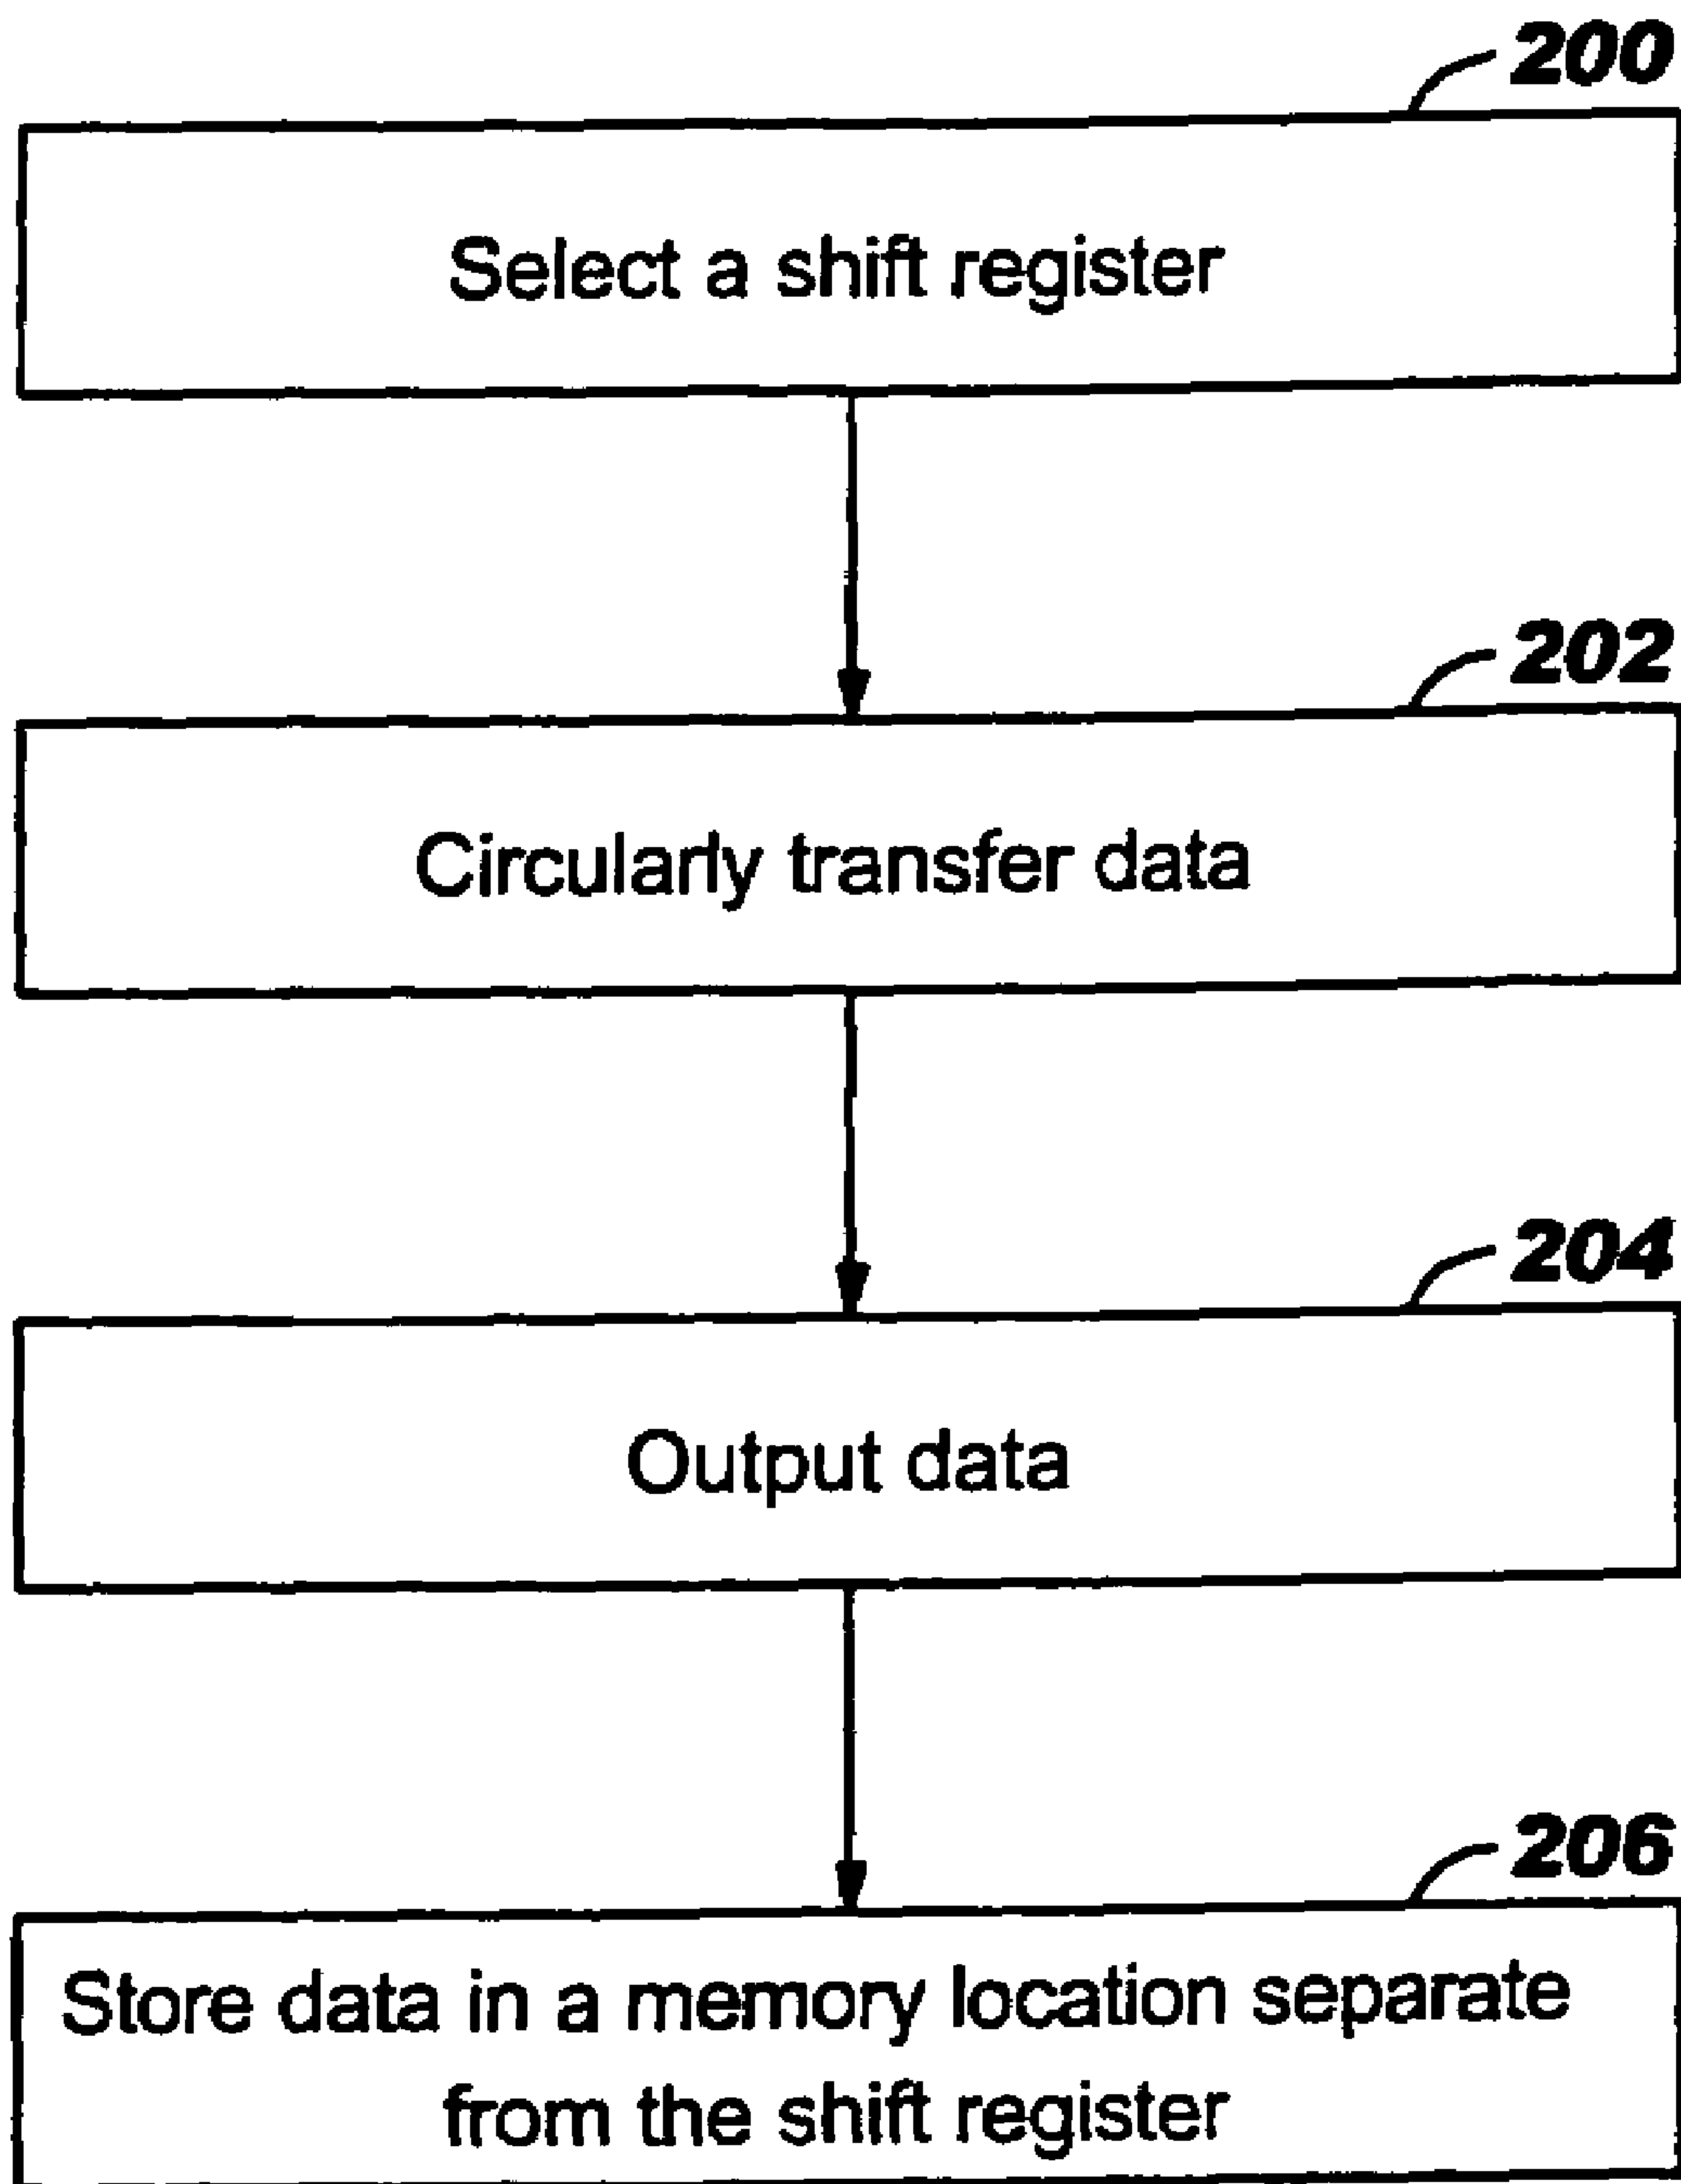 200
Select a shift register
202
Circularly transfer data
204
Output data
206
Store data in a memory location separate
from the shift register